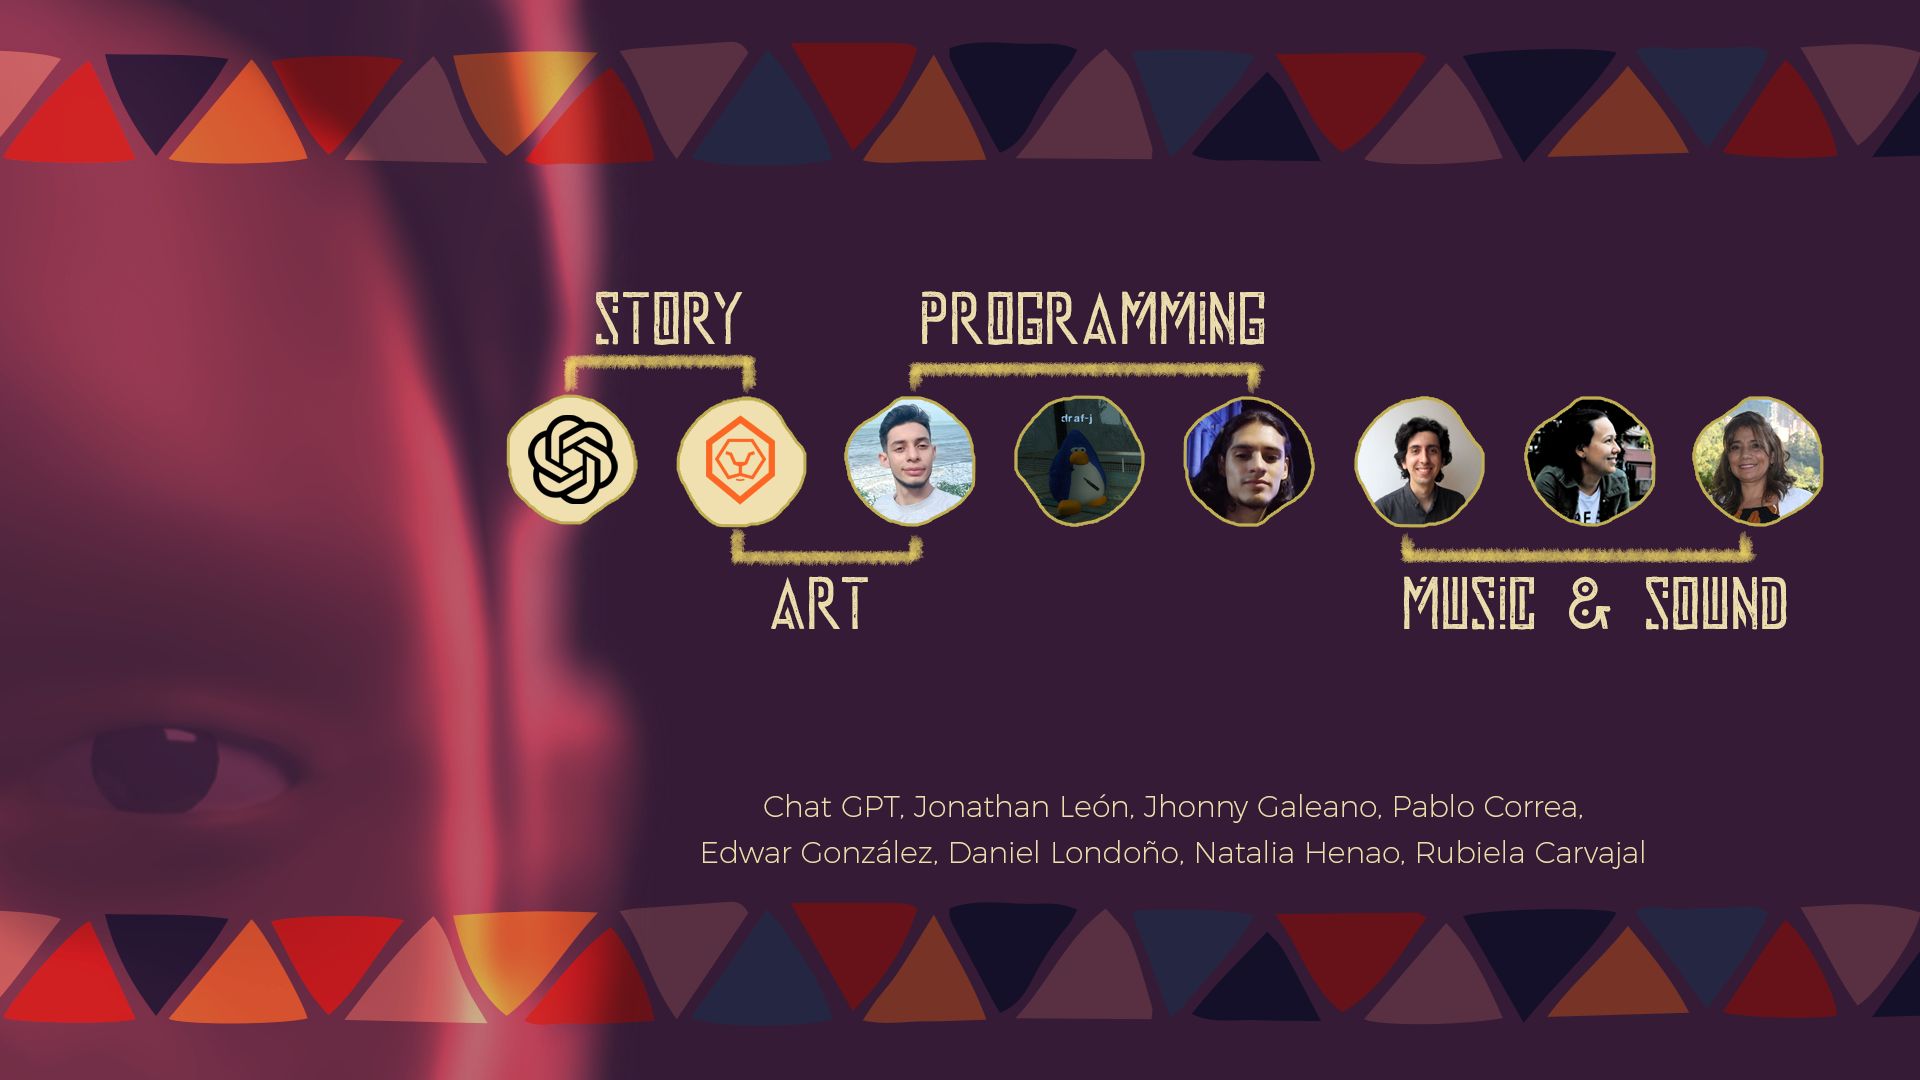 STORY
PROGRAMMING
draf-j
ART
MUSIC & SOUND
Chat GPT, Jonathan León, Jhonny Galeano, Pablo Correa,
Edwar González, Daniel Londoño, Natalia Henao, Rubiela Carvajal